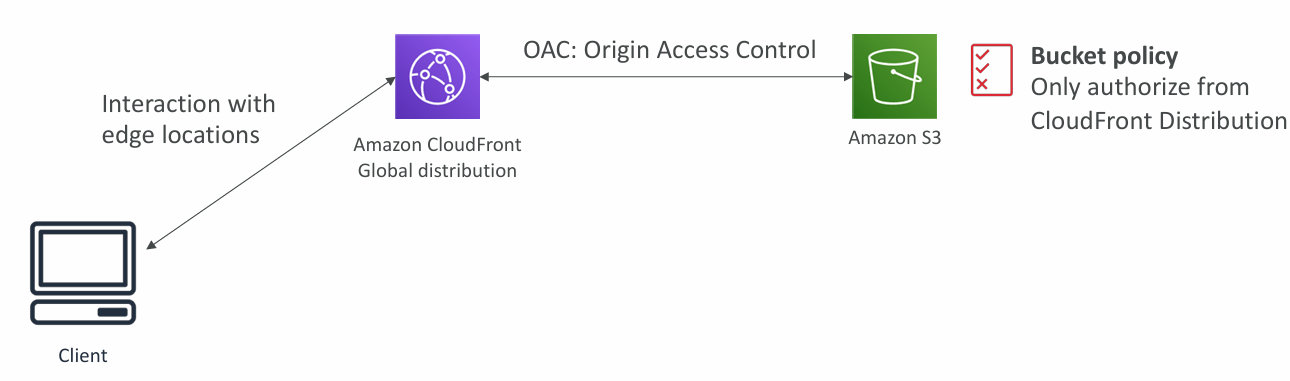 OAC: Origin Access Control
Bucket policy
Only authorize from
CloudFront Distribution
Interaction with
edge locations
Amazon CloudFront
Global distribution
Amazon S3
Client